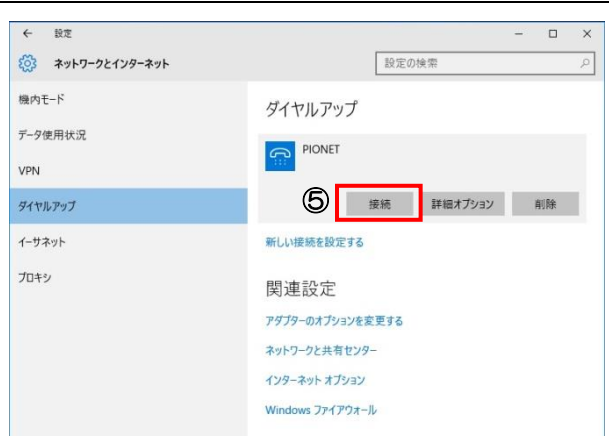 ← 設定
ネットワークとインターネット
設定の検索
機内モード
データ使用状況
VPN
ダイヤルアップ
イーサネット
プロキシ
ダイヤルアップ
PIONET
⑤ 接続 詳細オプション 削除
新しい接続を設定する
関連設定
アダプターのオプションを変更する
ネットワークと共有センター
インターネット オプション
Windows ファイアウォール